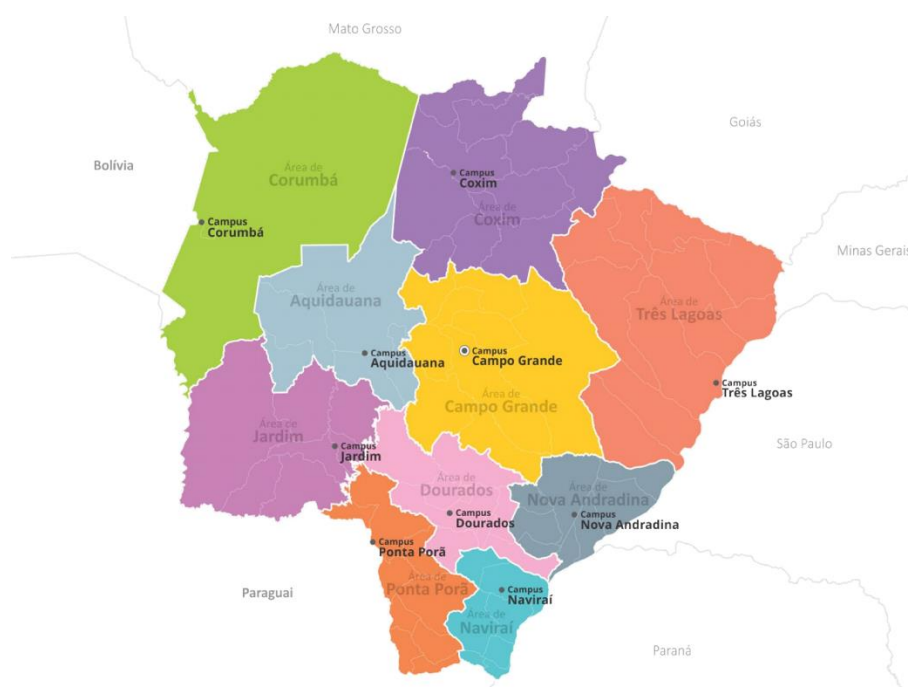 Mato Grosso
Goiás
Bolívia
Minas Gerais
São Paulo
Paraguai
Paraná
Área de
Corumbá
Campus
Corumbá
Campus
Coxim
Área de
Coxim
Área de
Aquidauana
Campus
Aquidauana
Área de
Três Lagoas
Campus
Três Lagoas
Campus
Campo Grande
Área de
Campo Grande
Área de
Jardim
Campus
Jardim
Área de
Dourados
Campus
Dourados
Área de
Nova Andradina
Campus
Nova Andradina
Campus
Ponta Porã
Área de
Ponta Porã
Campus
Naviraí
Área de
Naviraí